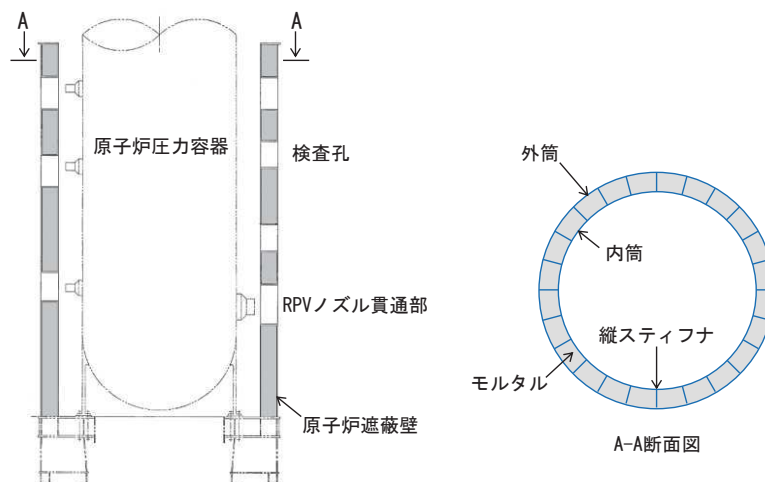 A
A
原子炉圧力容器
検査孔
RPVノズル貫通部
原子炉遮蔽壁
外筒
内筒
縦スティフナ
モルタル
A-A断面図